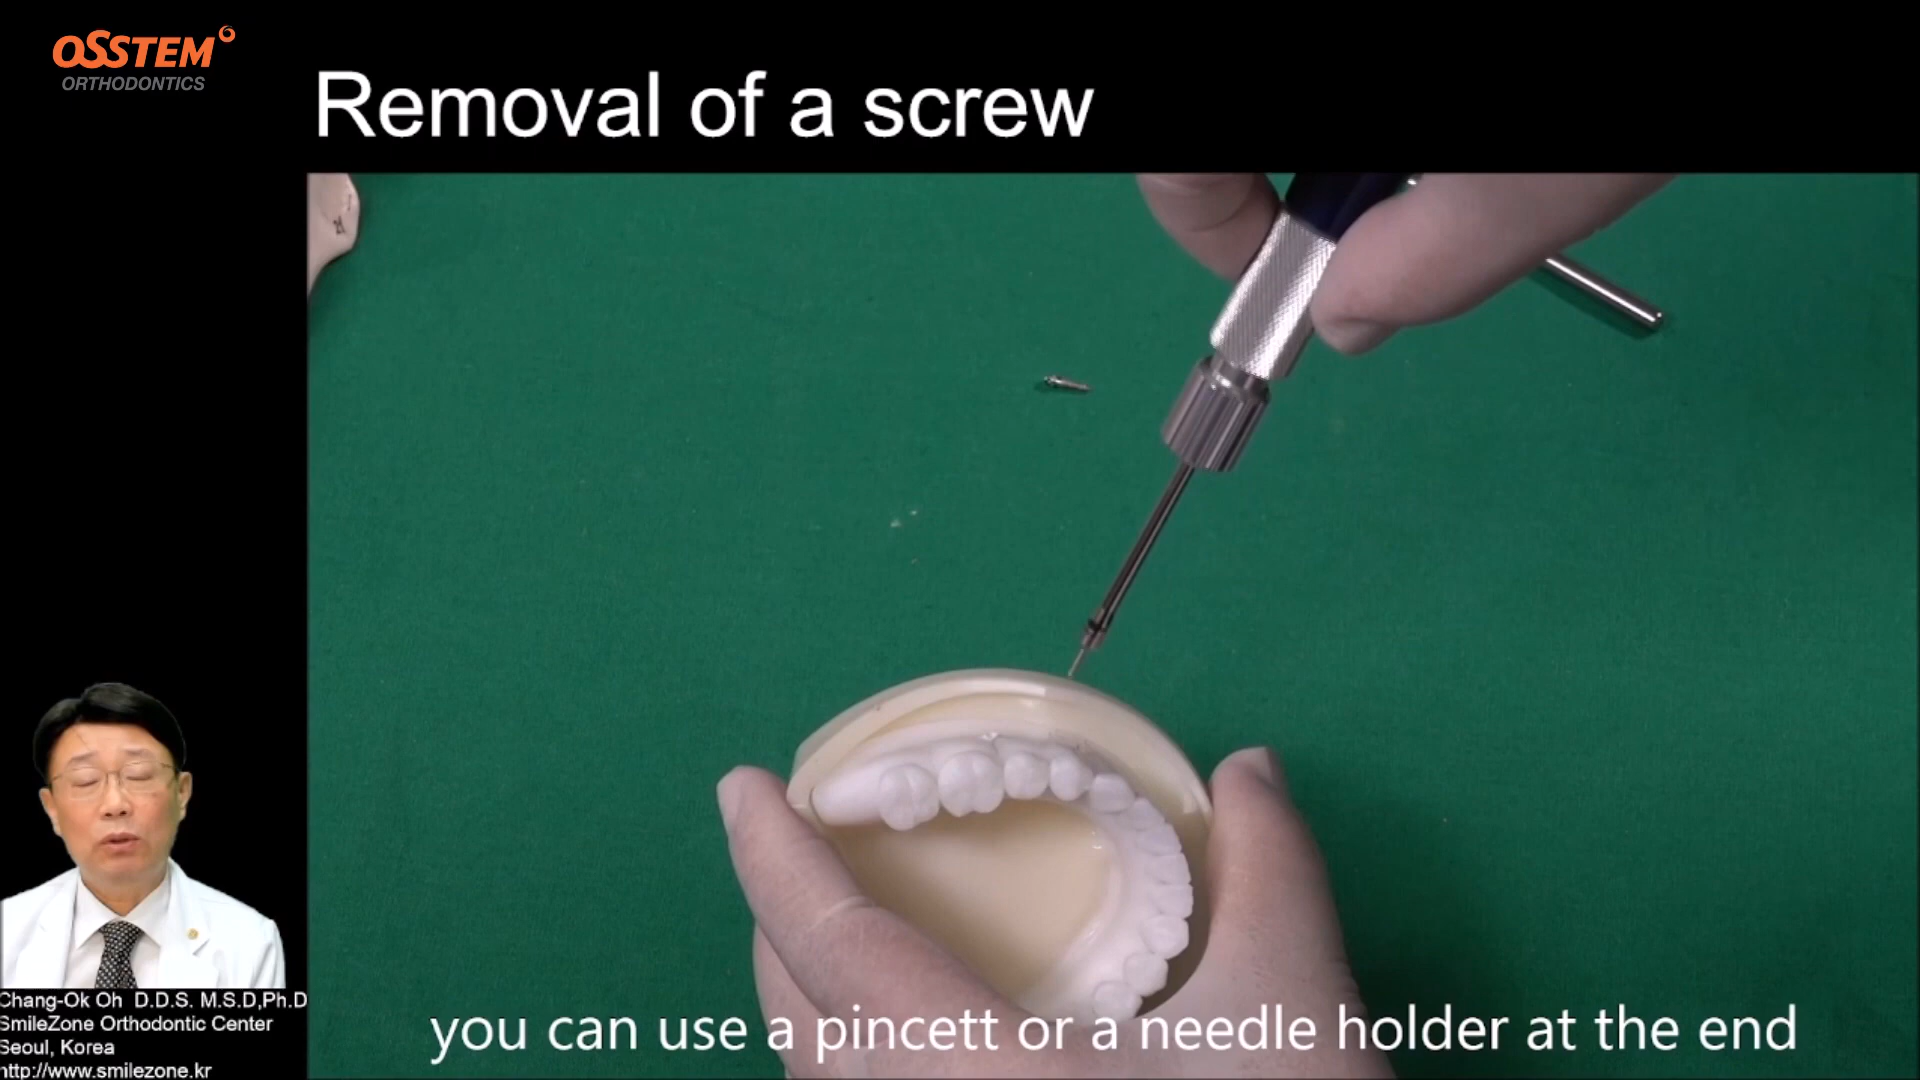 OSSTEM
ORTHODONTICS
Removal of a screw
Chang-Ok Oh D.D.S. M.S.D,Ph.D
SmileZone Orthodontic Center
Seoul, Korea
http://www.smilezone.kr
you can use a pincett or a needle holder at the end